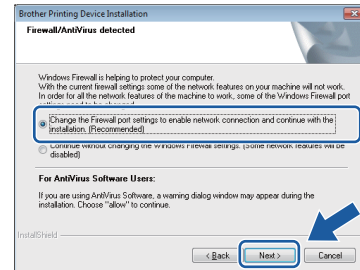 Brother Printing Device Installation
Firewall/AntiVirus detected
Windows Firewall is helping to protect your computer.
With the current firewall settings some of the network features on your machine will not work.
In order for all the network features of the machine to work, some of the Windows Firewall port
Change the Firewall port settings to enable network connection and continue with the
installation. (Recommended)
Continue without changing the Windows Firewall settings. (Some network features will be
disabled)
For AntiVirus Software Users:
If you are using AntiVirus Software, a warning dialog window may appear during the
installation. Choose "allow" to continue.
InstallShield
< Back
Next >
Cancel